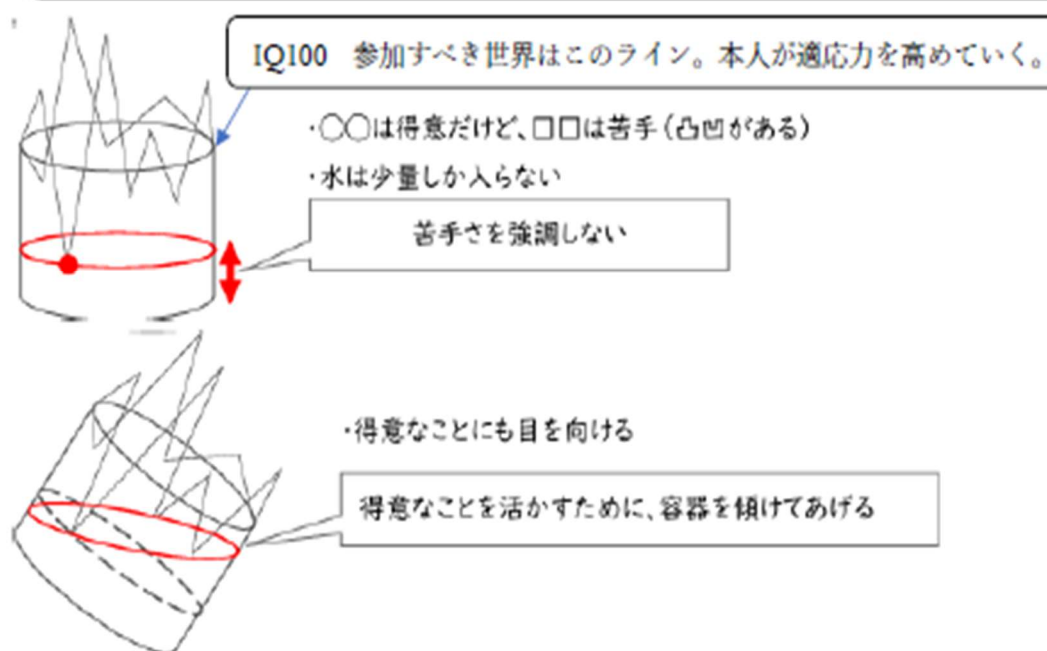 IQ100 参加すべき世界はこのライン。本人が適応力を高めていく。
・○○は得意だけど、□□は苦手(凸凹がある)
・水は少量しか入らない
苦手さを強調しない
・得意なことにも目を向ける
得意なことを活かすために、容器を傾けてあげる